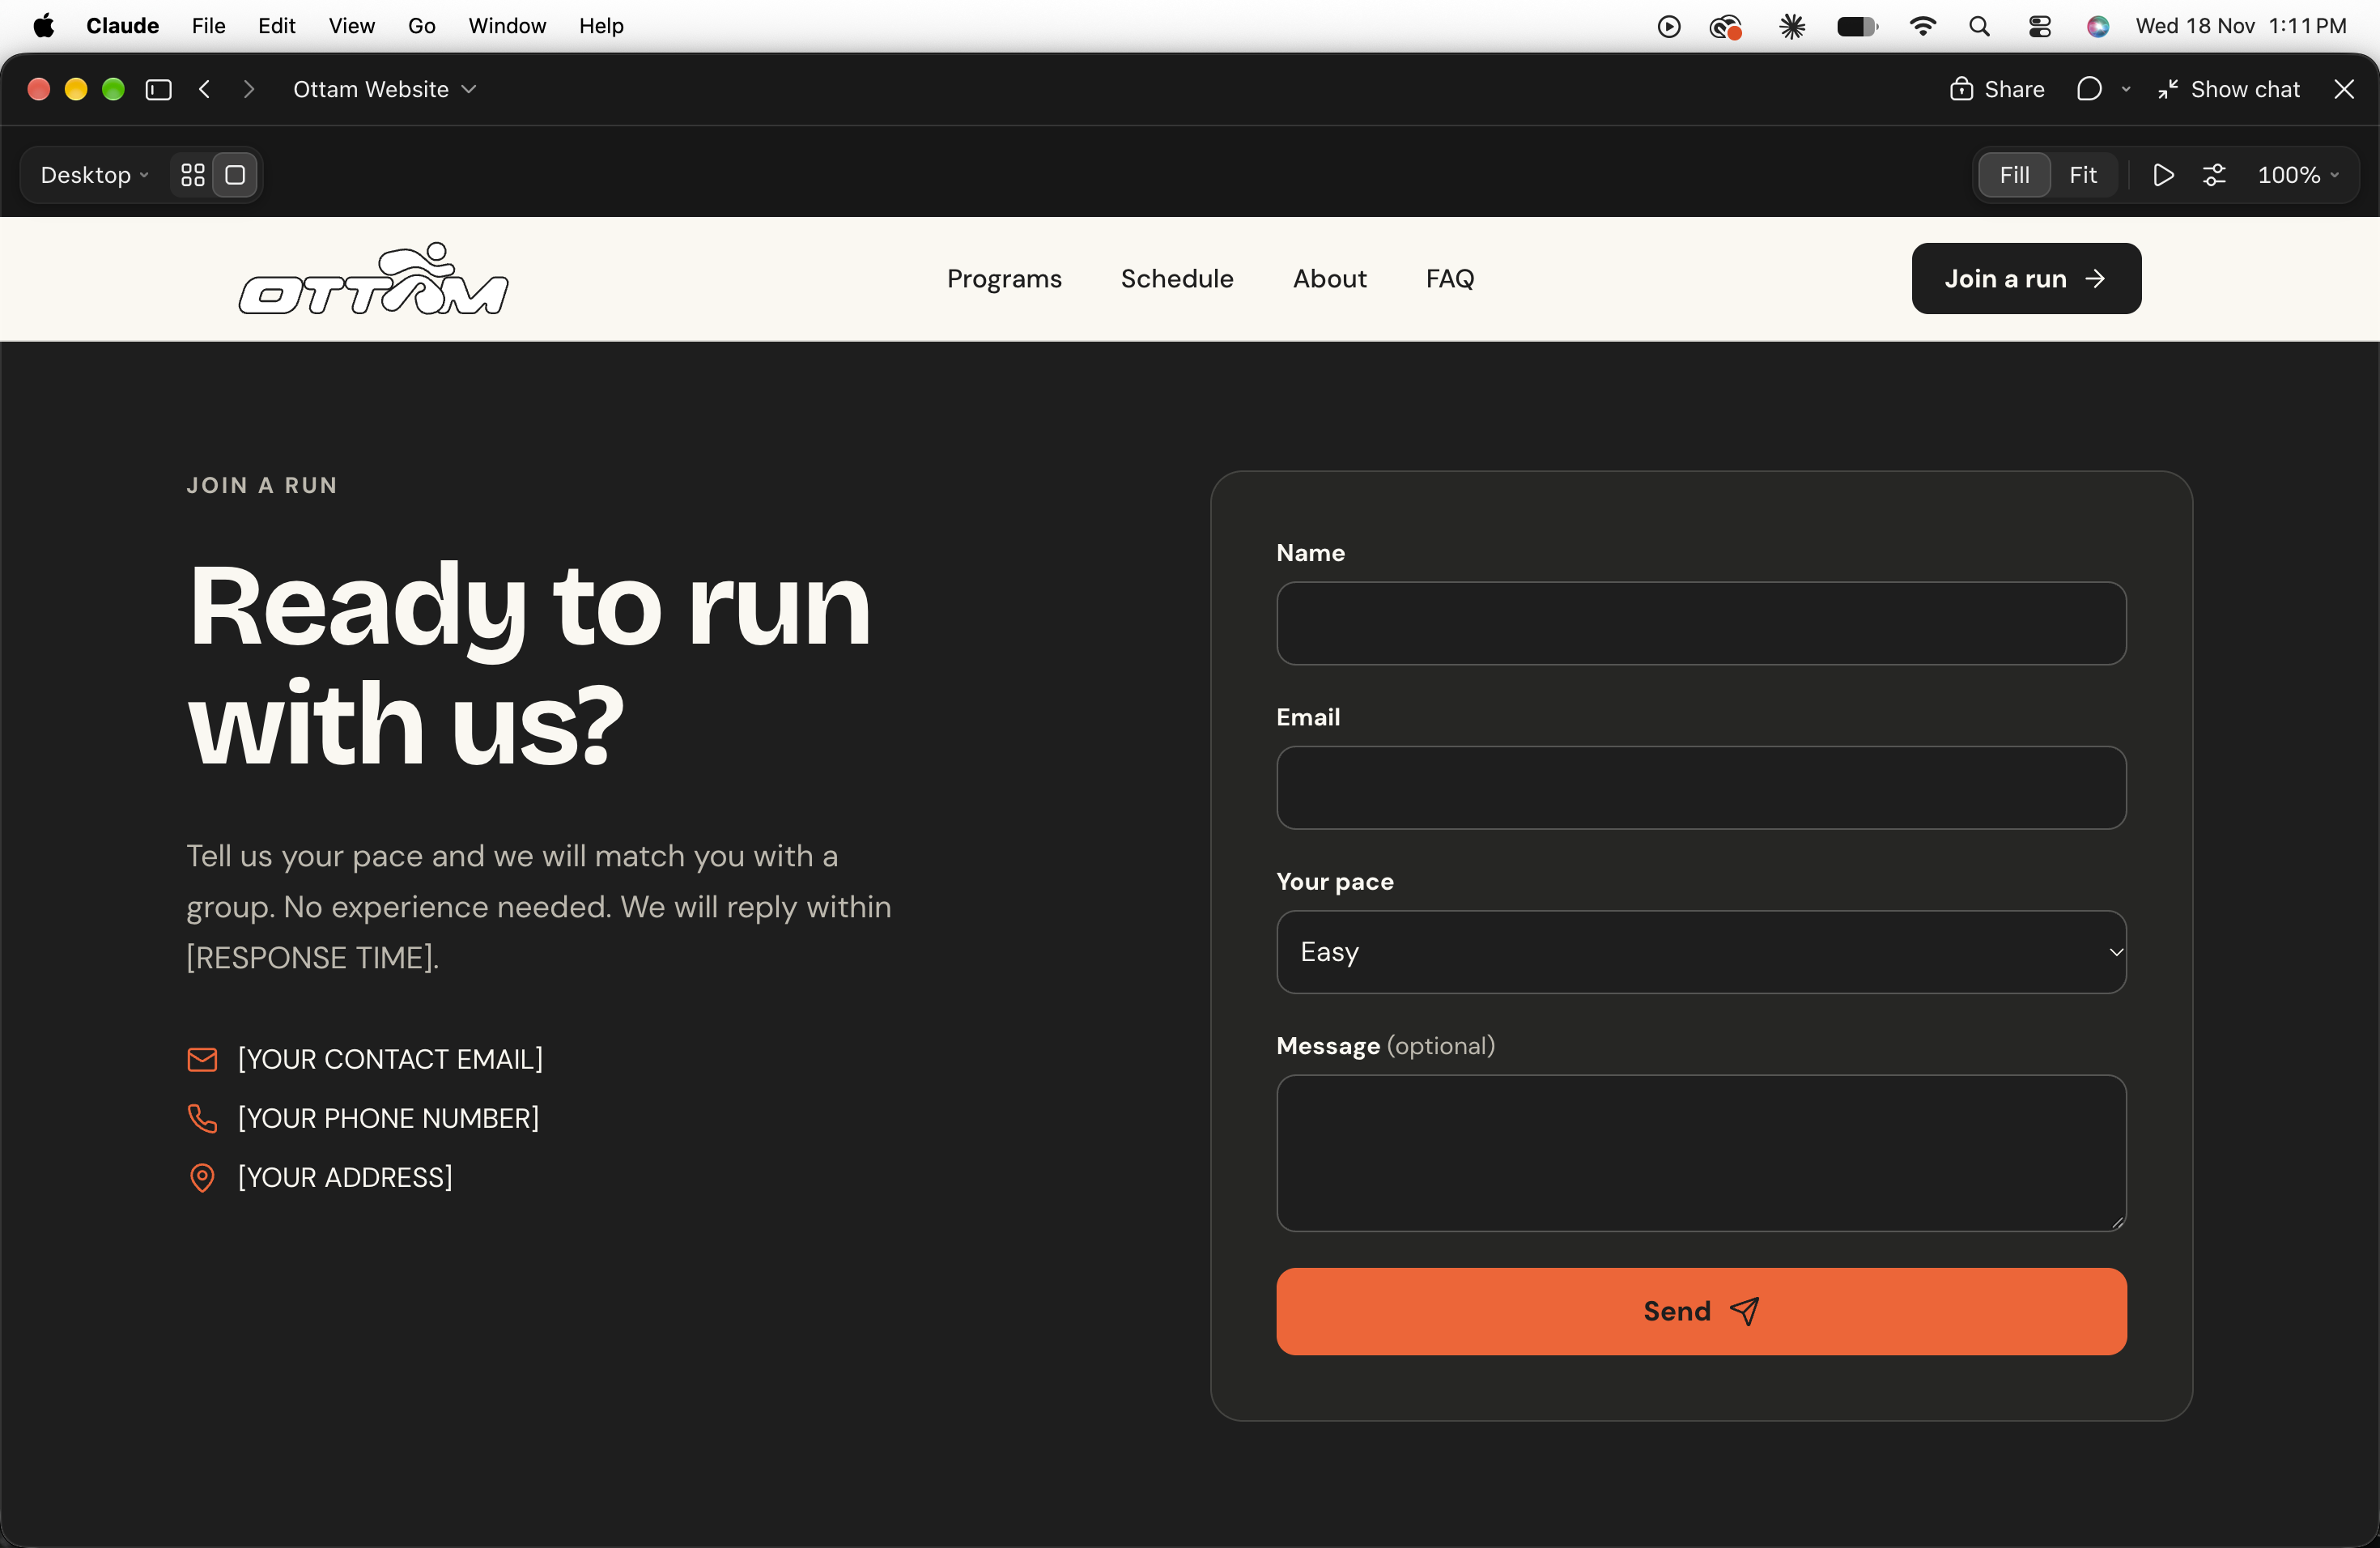 Claude File Edit View Go Window Help
Wed 18 Nov 1:11 PM
Ottam Website
Share
Show chat
Desktop
Fill Fit
100%
OTTAM
Programs Schedule About FAQ
Join a run
JOIN A RUN
Ready to run
with us?
Tell us your pace and we will match you with a
group. No experience needed. We will reply within
[RESPONSE TIME].
[YOUR CONTACT EMAIL]
[YOUR PHONE NUMBER]
[YOUR ADDRESS]
Name
Email
Your pace
Easy
Message (optional)
Send